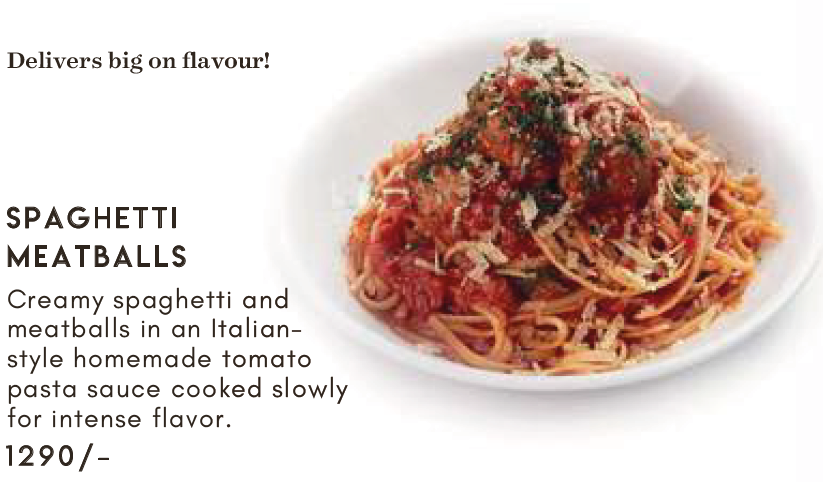 Delivers big on flavour!
SPAGHETTI
MEATBALLS
Creamy spaghetti and
meatballs in an Italian-
style homemade tomato
pasta sauce cooked slowly
for intense flavor.
1290/-